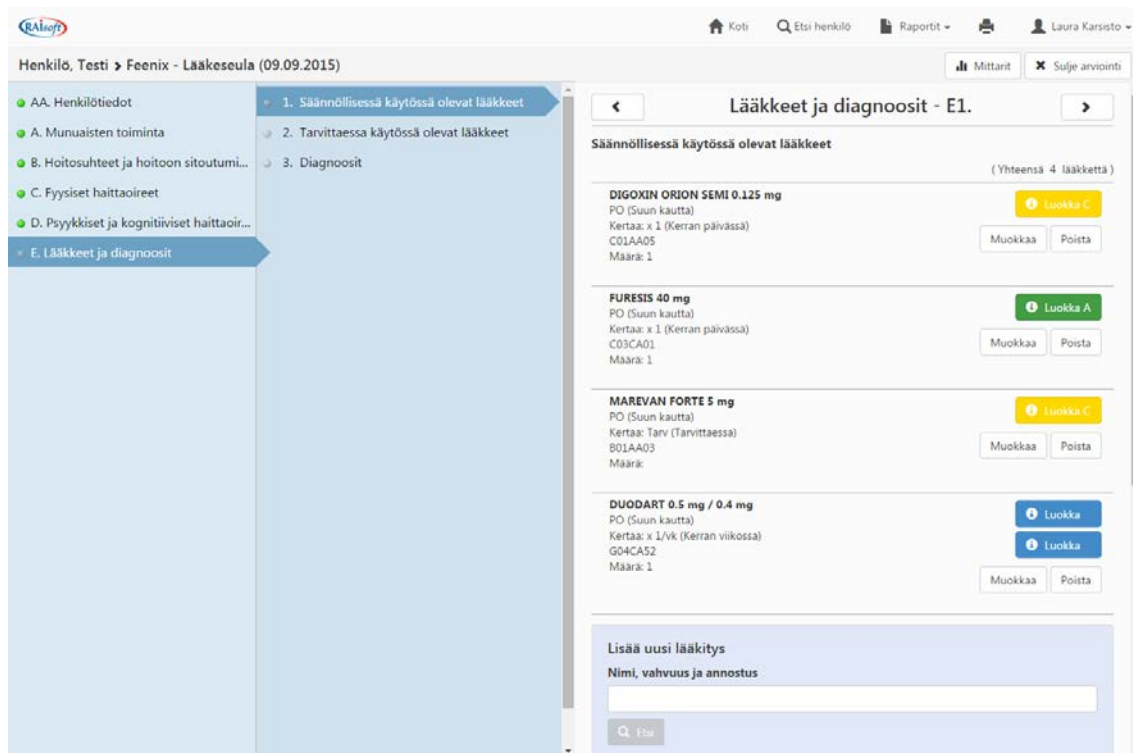 RAIsoft
Koti
Etsi henkilö
Raportit
Laura Karsisto
Henkilö, Testi > Feenix - Lääkeseula (09.09.2015)
Mittarit
Sulje arviointi
AA. Henkilötiedot
A. Munuaisten toiminta
B. Hoitosuhteet ja hoitoon sitoutumi...
C. Fyysiset haittaoireet
D. Psyykkiset ja kognitiiviset haittaoir...
E. Lääkkeet ja diagnoosit
1. Säännöllisessä käytössä olevat lääkkeet
2. Tarvittaessa käytössä olevat lääkkeet
3. Diagnoosit
Lääkkeet ja diagnoosit - E1.
Säännöllisessä käytössä olevat lääkkeet
( Yhteensä 4 lääkkettä )
DIGOXIN ORION SEMI 0.125 mg
PO (Suun kautta)
Kertaa: x 1 (Kerran päivässä)
C01AA05
Määrä: 1
Luokka C
Muokkaa
Poista
FURESIS 40 mg
PO (Suun kautta)
Kertaa: x 1 (Kerran päivässä)
C03CA01
Määrä: 1
Luokka A
Muokkaa
Poista
MAREVAN FORTE 5 mg
PO (Suun kautta)
Kertaa: Tarv (Tarvittaessa)
B01AA03
Määrä:
Luokka C
Muokkaa
Poista
DUODART 0.5 mg / 0.4 mg
PO (Suun kautta)
Kertaa: x 1/vk (Kerran viikossa)
G04CA52
Määrä: 1
Luokka
Luokka
Muokkaa
Poista
Lisää uusi lääkitys
Nimi, vahvuus ja annostus
Etsi